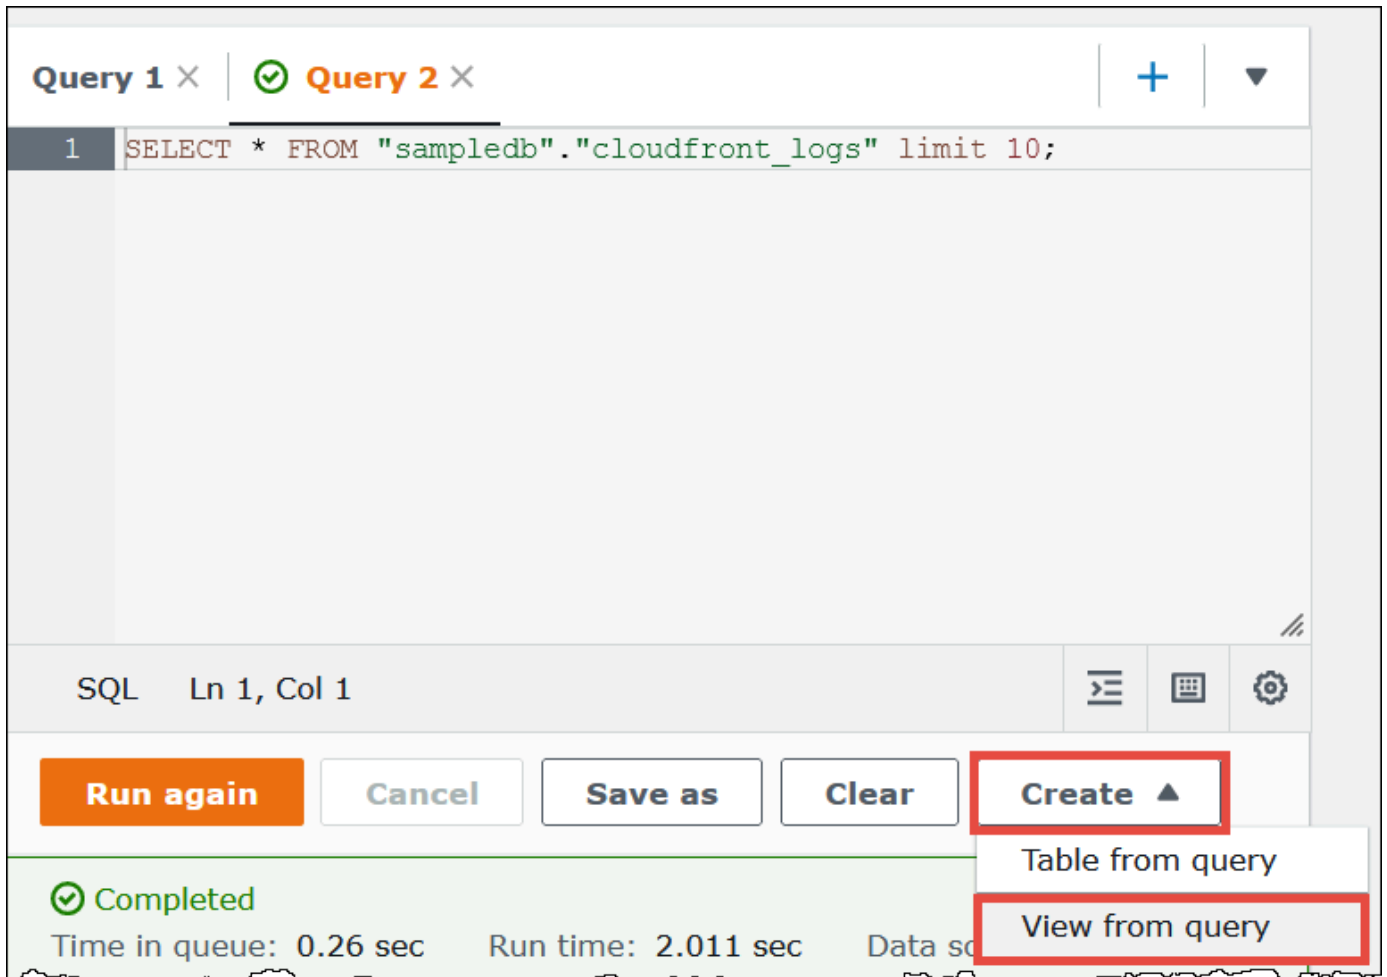 Query 1 Query 2
1 SELECT * FROM "sampledb"."cloudfront_logs" limit 10;
SQL Ln 1, Col 1
Run again Cancel Save as Clear Create
Table from query
View from query
Completed
Time in queue: 0.26 sec Run time: 2.011 sec Data